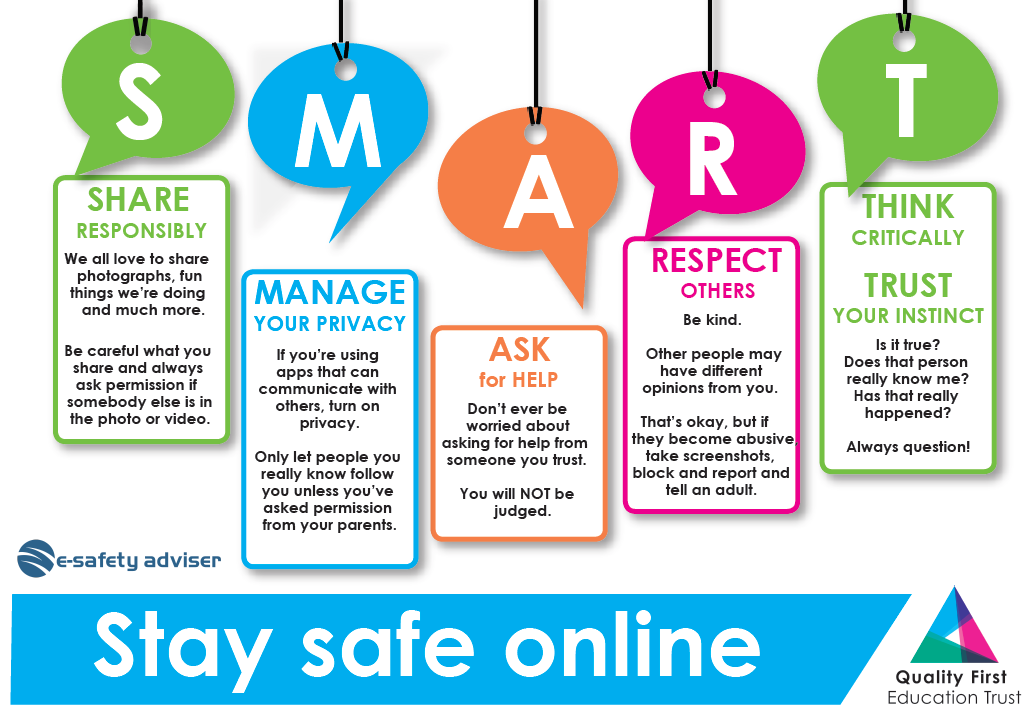 S
SHARE
RESPONSIBLY
We all love to share
photographs, fun
things we're doing
and much more.
Be careful what you
share and always
ask permission if
somebody else is in
the photo or video.
M
MANAGE
YOUR PRIVACY
If you're using
apps that can
communicate with
others, turn on
privacy.
Only let people you
really know follow
you unless you've
asked permission
from your parents.
A
ASK
for HELP
Don't ever be
worried about
asking for help from
someone you trust.
You will NOT be
judged.
R
RESPECT
OTHERS
Be kind.
Other people may
have different
opinions from you.
That's okay, but if
they become abusive
take screenshots,
block and report and
tell an adult.
T
THINK
CRITICALLY
TRUST
YOUR INSTINCT
Is it true?
Does that person
really know me?
Has that really
happened?
Always question!
e-safety adviser
Stay safe online
Quality First
Education Trust